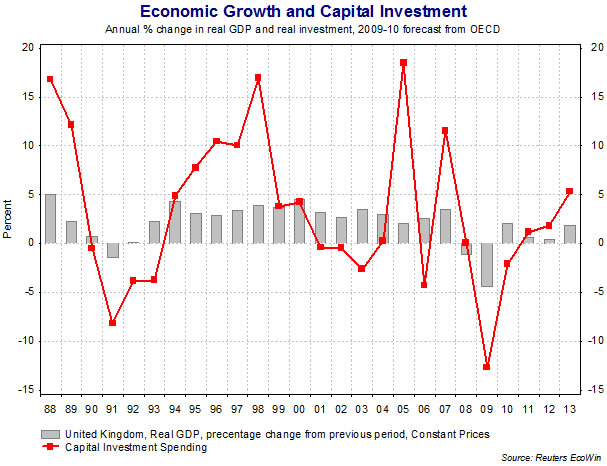 Economic Growth and Capital Investment
Annual % change in real GDP and real investment, 2009-10 forecast from OECD
20 20
15 15
10 10
5 5
0 0
-5 -5
-10 -10
-15 -15
Percent
88 89 90 91 92 93 94 95 96 97 98 99 00 01 02 03 04 05 06 07 08 09 10 11 12 13
United Kingdom, Real GDP, precentage change from previous period, Constant Prices
Capital Investment Spending
Source: Reuters EcoWin